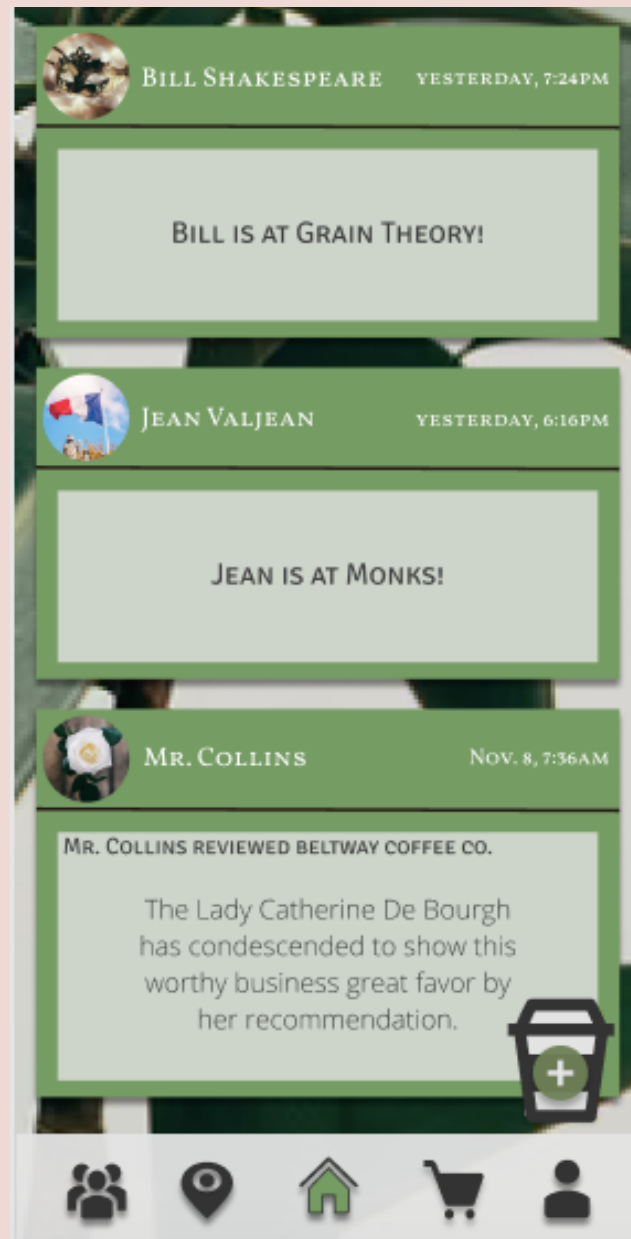 Bill Shakespeare yesterday, 7:24pm
Bill is at Grain Theory!
Jean Valjean yesterday, 6:16pm
Jean is at Monks!
Mr. Collins Nov. 8, 7:36am
Mr. Collins reviewed beltway coffee co.
The Lady Catherine De Bourgh
has condescended to show this
worthy business great favor by
her recommendation.
+